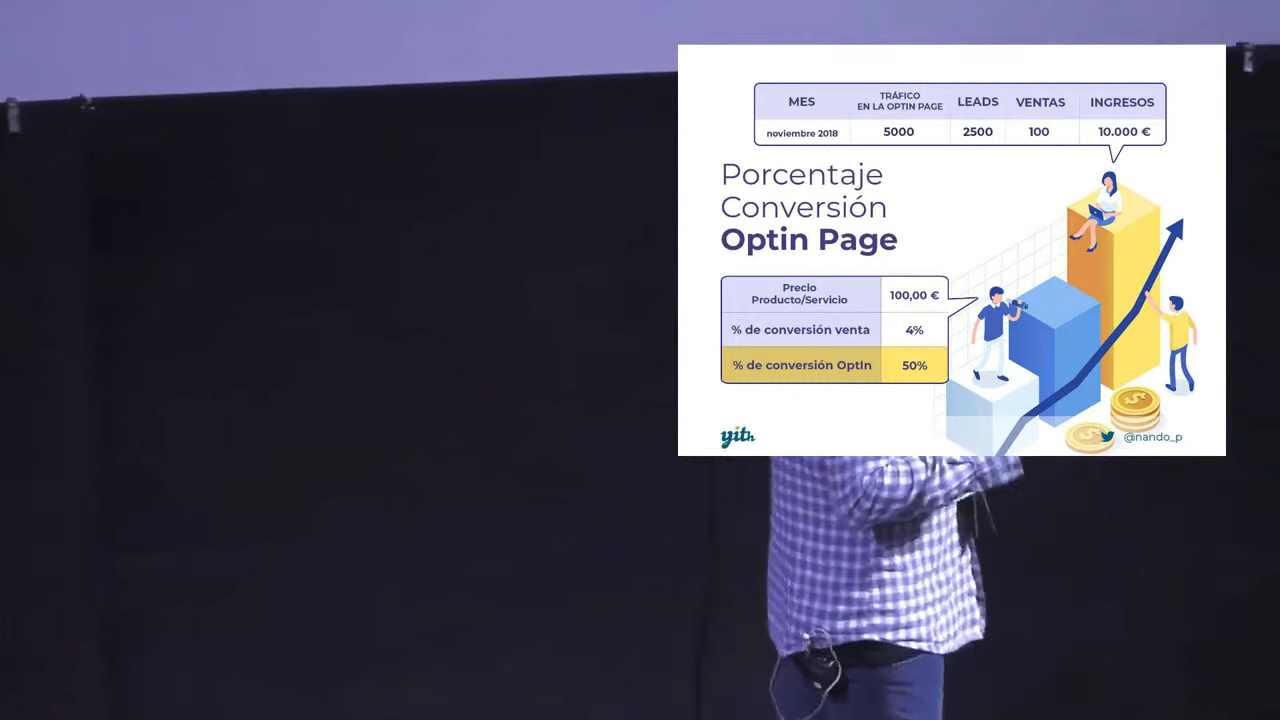 MES TRÁFICO EN LA OPTIN PAGE LEADS VENTAS INGRESOS
noviembre 2018 5000 2500 100 10.000 €
Porcentaje
Conversión
Optin Page
Precio
Producto/Servicio 100,00 €
% de conversión venta 4%
% de conversión OptIn 50%
yith
@nando_p